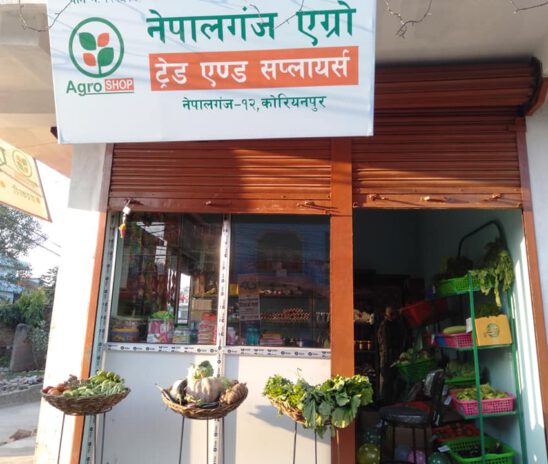 नेपालगंज एग्रो
ट्रेड एण्ड सप्लायर्स
Agro SHOP
नेपालगंज-१२,कोरियनपुर